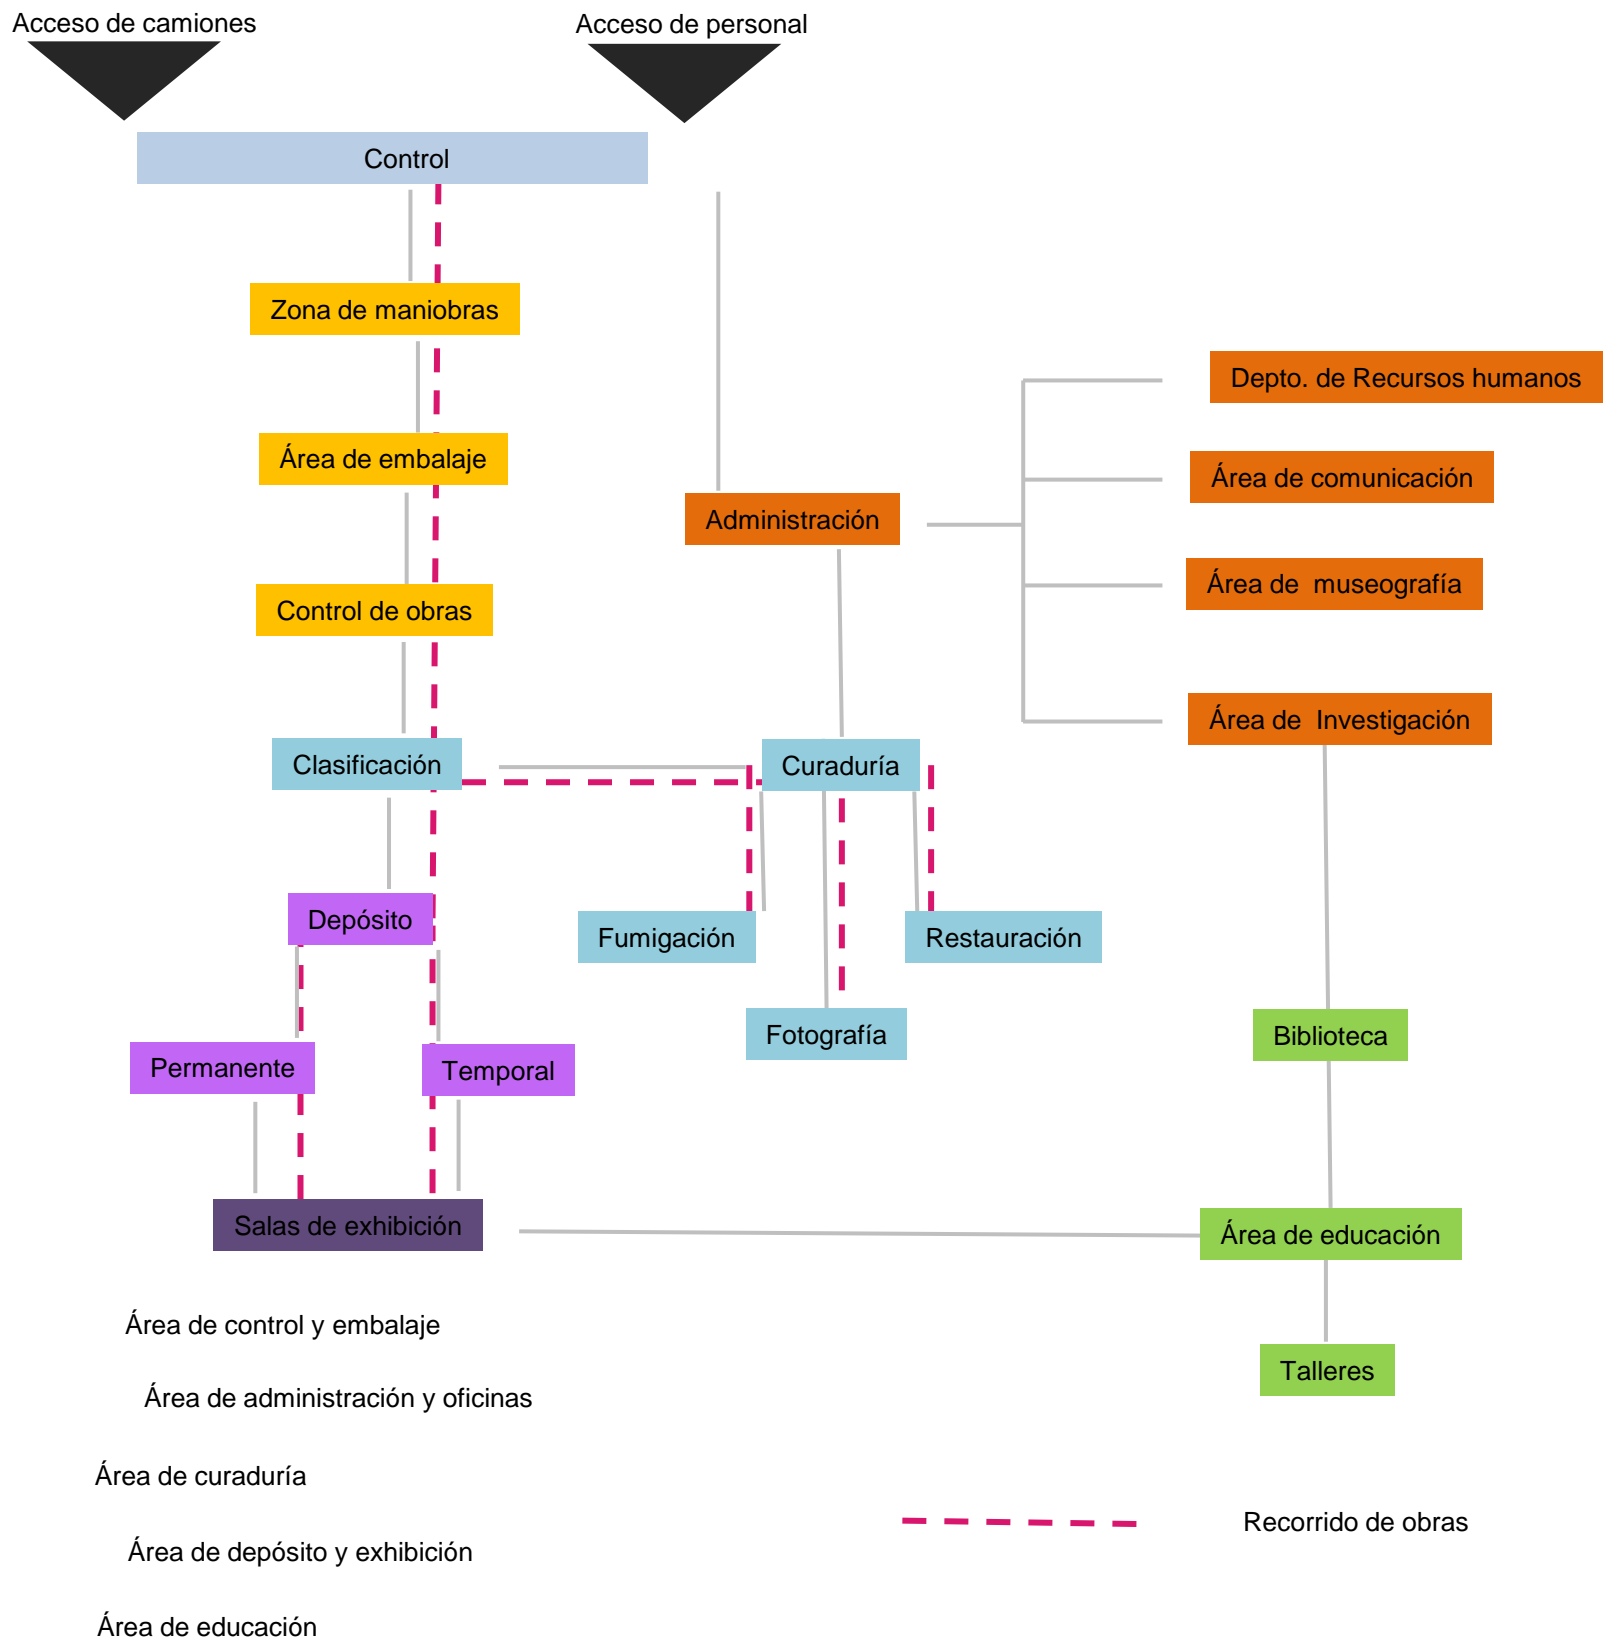 Acceso de camiones
Acceso de personal
Control
Zona de maniobras
Depto. de Recursos humanos
Área de embalaje
Área de comunicación
Administración
Control de obras
Área de  museografía
Área de  Investigación
Clasificación
Curaduría
Depósito
Fumigación
Restauración
Fotografía
Biblioteca
Permanente
Temporal
Salas de exhibición
Área de educación
Área de control y embalaje
Talleres
Área de administración y oficinas
Área de curaduría
Recorrido de obras
Área de depósito y exhibición
Área de educación